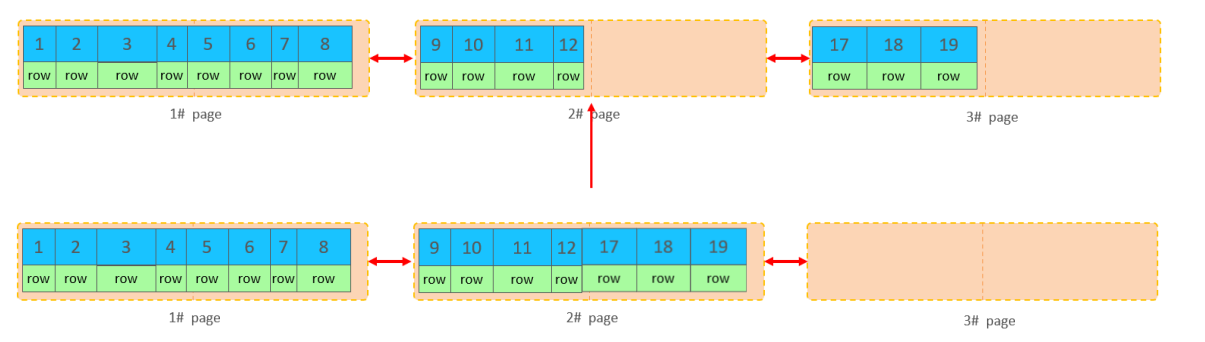 1 2 3 4 5 6 7 8
row row row row row row row row
9 10 11 12
row row row row
17 18 19
row row row
1# page
2# page
3# page
1 2 3 4 5 6 7 8
row row row row row row row row
9 10 11 12 17 18 19
row row row row row row row
1# page
2# page
3# page